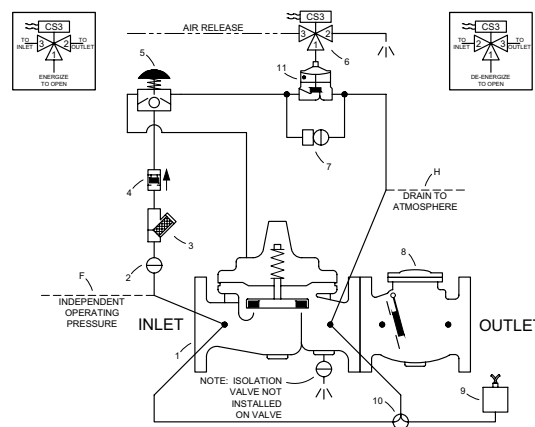 CS3
TO
INLET
3
2
TO
OUTLET
1
ENERGIZE
TO OPEN
AIR RELEASE
CS3
3
2
1
6
CS3
TO
INLET
2
3
TO
OUTLET
1
DE-ENERGIZE
TO OPEN
5
11
7
4
H
DRAIN TO
ATMOSPHERE
3
2
8
F
INDEPENDENT
OPERATING
PRESSURE
INLET
OUTLET
1
NOTE: ISOLATION
VALVE NOT
INSTALLED
ON VALVE
9
10